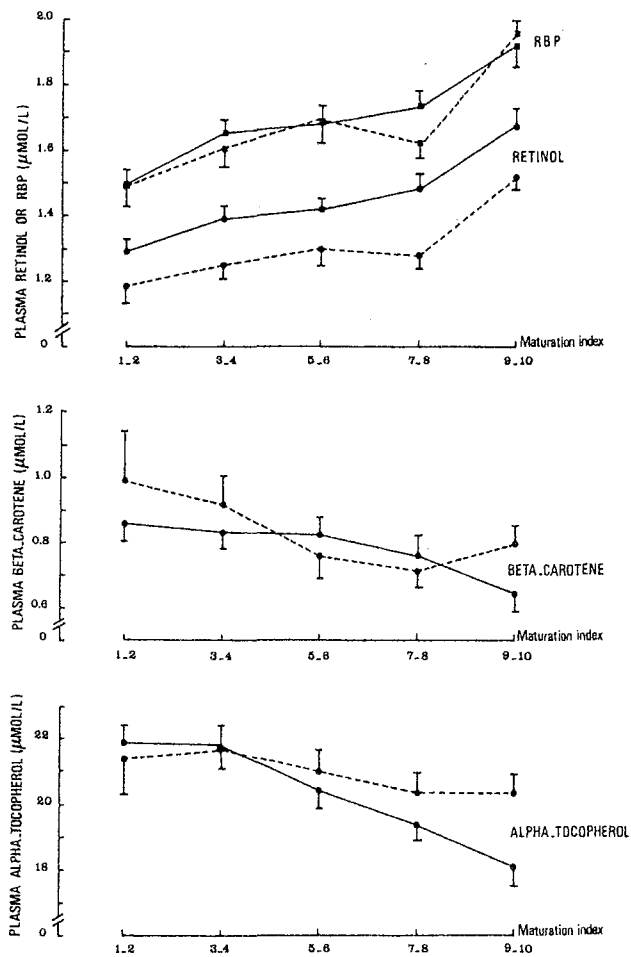 PLASMA RETINOL OR RBP (μMOL/L)
2.0
1.8
1.6
1.4
1.2
0
RBP
RETINOL
Maturation index
1_2 3_4 5_6 7_8 9_10
PLASMA BETA_CAROTENE (μMOL/L)
1.2
1.0
0.8
0.6
0
BETA_CAROTENE
Maturation index
1_2 3_4 5_6 7_8 9_10
PLASMA ALPHA_TOCOPHEROL (μMOL/L)
22
20
18
0
ALPHA_TOCOPHEROL
Maturation index
1_2 3_4 5_6 7_8 9_10